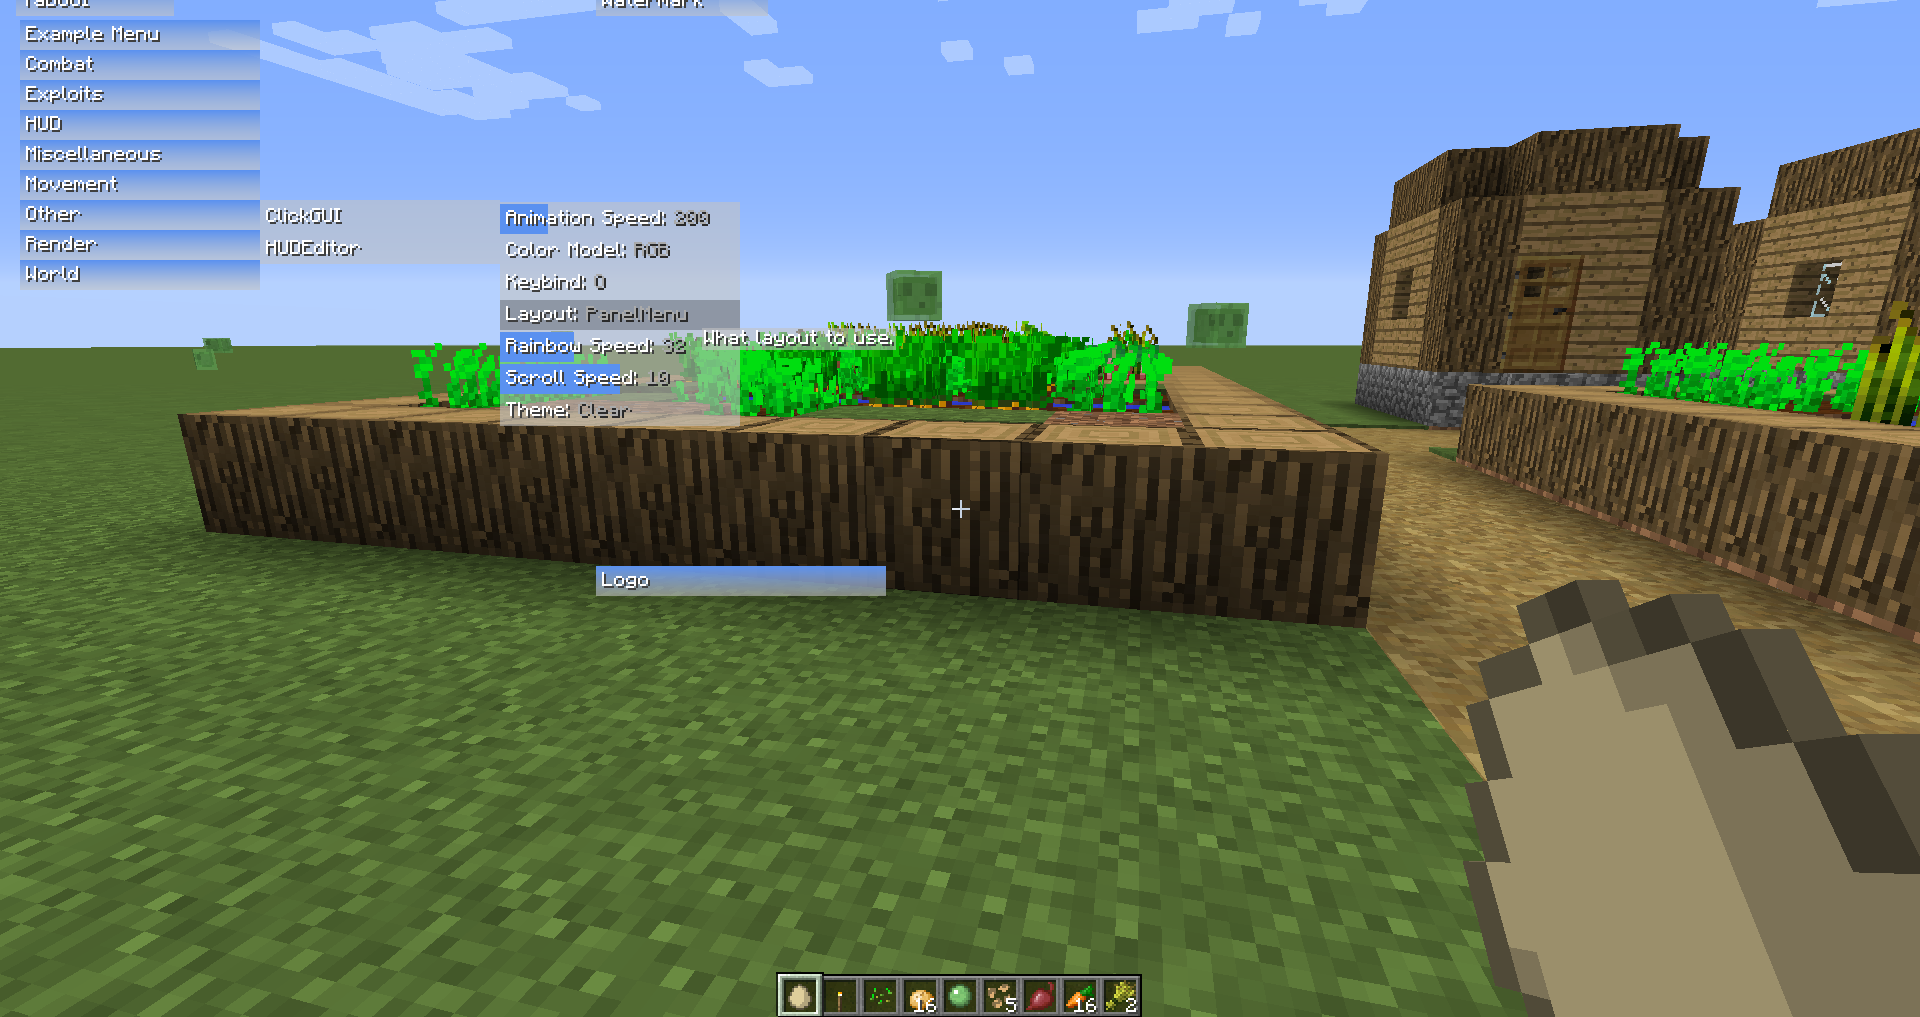 Tabbot
WaterMark
Example Menu
Combat
Exploits
HUD
Miscellaneous
Movement
Other
Render
World
ClickGUI
HUDEditor
Animation Speed: 200
Color Model: RGB
Keybind: O
Layout: PanelMenu
Rainbow Speed: 32
What layout to use.
Scroll Speed: 10
Theme: Clear
Logo
16
5
16
2